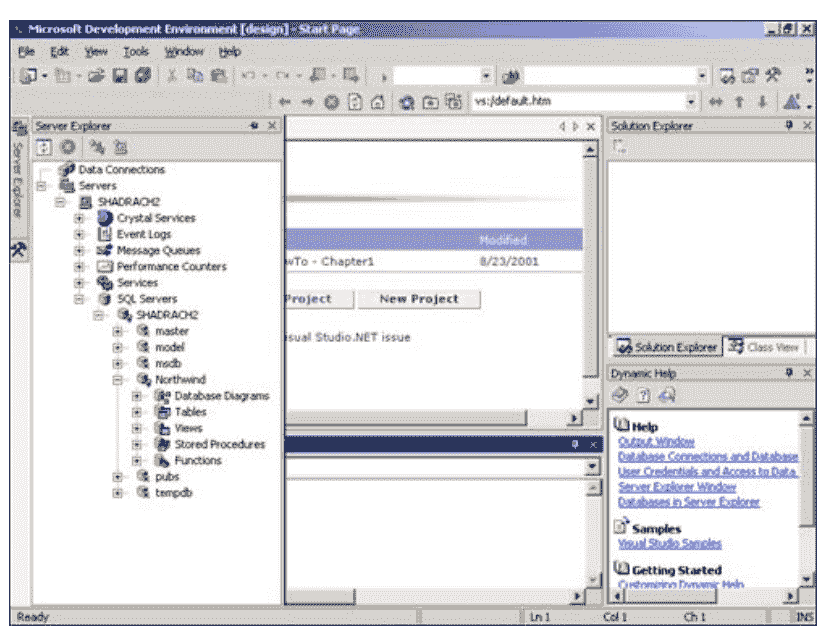 Microsoft Development Environment [design] - Start Page
File Edit View Tools Window Help
vs:/default.htm
Server Explorer
Server Explorer
Data Connections
Servers
SHADRACH2
Crystal Services
Event Logs
Message Queues
Performance Counters
Services
SQL Servers
SHADRACH2
master
model
msdb
Northwind
Database Diagrams
Tables
Views
Stored Procedures
Functions
pubs
tempdb
Modified
wTo - Chapter1 8/23/2001
Project New Project
isual Studio.NET issue
Solution Explorer
Solution Explorer Class View
Dynamic Help
Help
Output Window
Database Connections and Database
User Credentials and Access to Data
Server Explorer Window
Databases in Server Explorer
Samples
Visual Studio Samples
Getting Started
Customizing Dynamic Help
Ready Ln 1 Col 1 Ch 1 INS